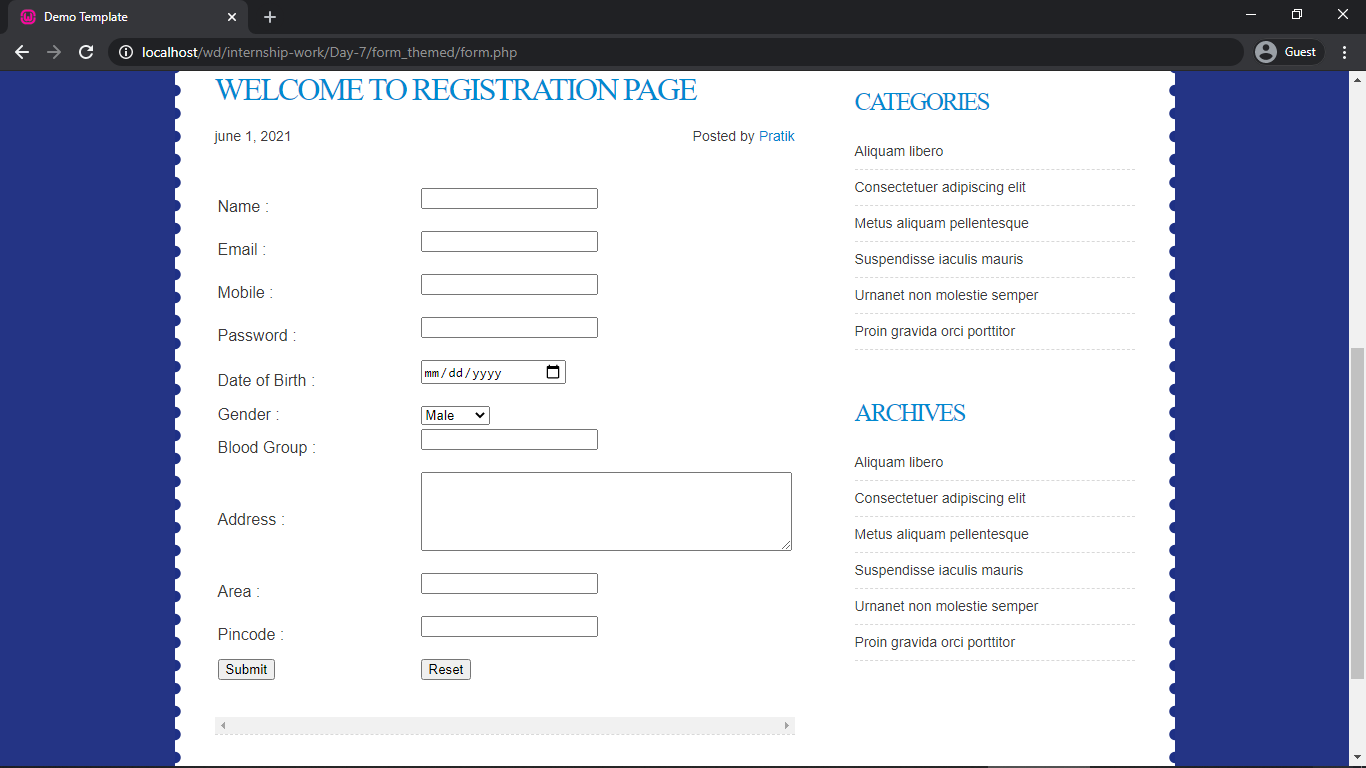 Demo Template
localhost/wd/internship-work/Day-7/form_themed/form.php
Guest
WELCOME TO REGISTRATION PAGE
june 1, 2021
Posted by Pratik
Name :
Email :
Mobile :
Password :
Date of Birth :
mm/dd/yyyy
Gender :
Male
Blood Group :
Address :
Area :
Pincode :
Submit
Reset
CATEGORIES
Aliquam libero
Consectetuer adipiscing elit
Metus aliquam pellentesque
Suspendisse iaculis mauris
Urnanet non molestie semper
Proin gravida orci porttitor
ARCHIVES
Aliquam libero
Consectetuer adipiscing elit
Metus aliquam pellentesque
Suspendisse iaculis mauris
Urnanet non molestie semper
Proin gravida orci porttitor